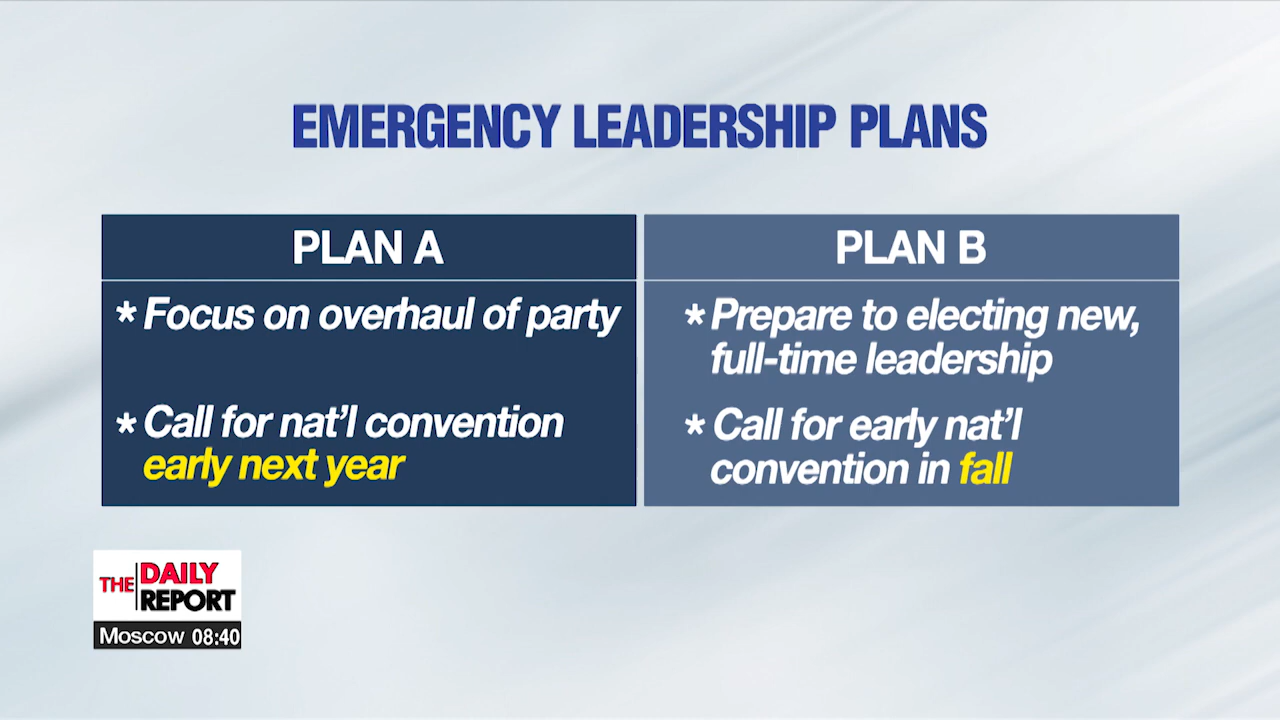 EMERGENCY LEADERSHIP PLANS
PLAN A
* Focus on overhaul of party
* Call for nat'l convention
early next year
PLAN B
* Prepare to electing new,
full-time leadership
* Call for early nat'l
convention in fall
THE DAILY
REPORT
Moscow 08:40